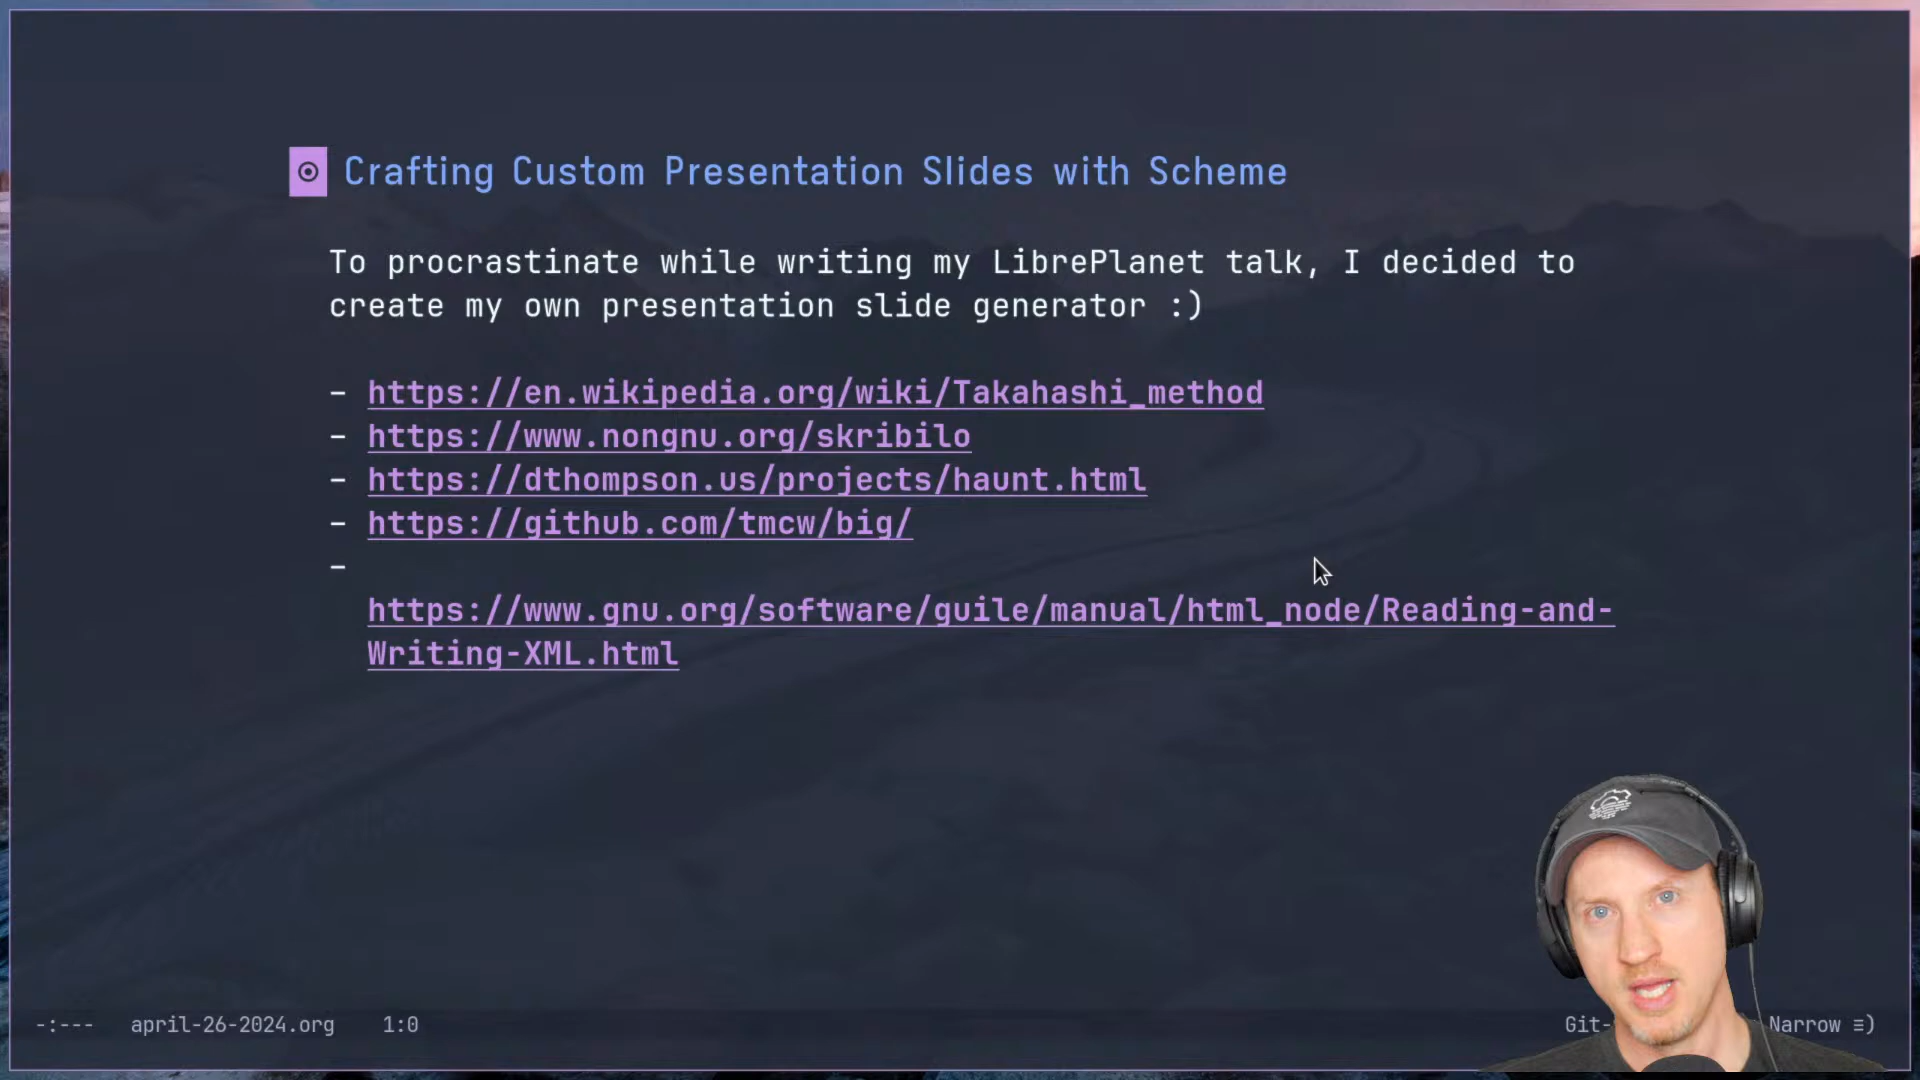 Crafting Custom Presentation Slides with Scheme
To procrastinate while writing my LibrePlanet talk, I decided to
create my own presentation slide generator :)
- https://en.wikipedia.org/wiki/Takahashi_method
- https://www.nongnu.org/skribilo
- https://dthompson.us/projects/haunt.html
- https://github.com/tmcw/big/
-
https://www.gnu.org/software/guile/manual/html_node/Reading-and-
Writing-XML.html
-:--- april-26-2024.org 1:0 Git- Narrow ≡)